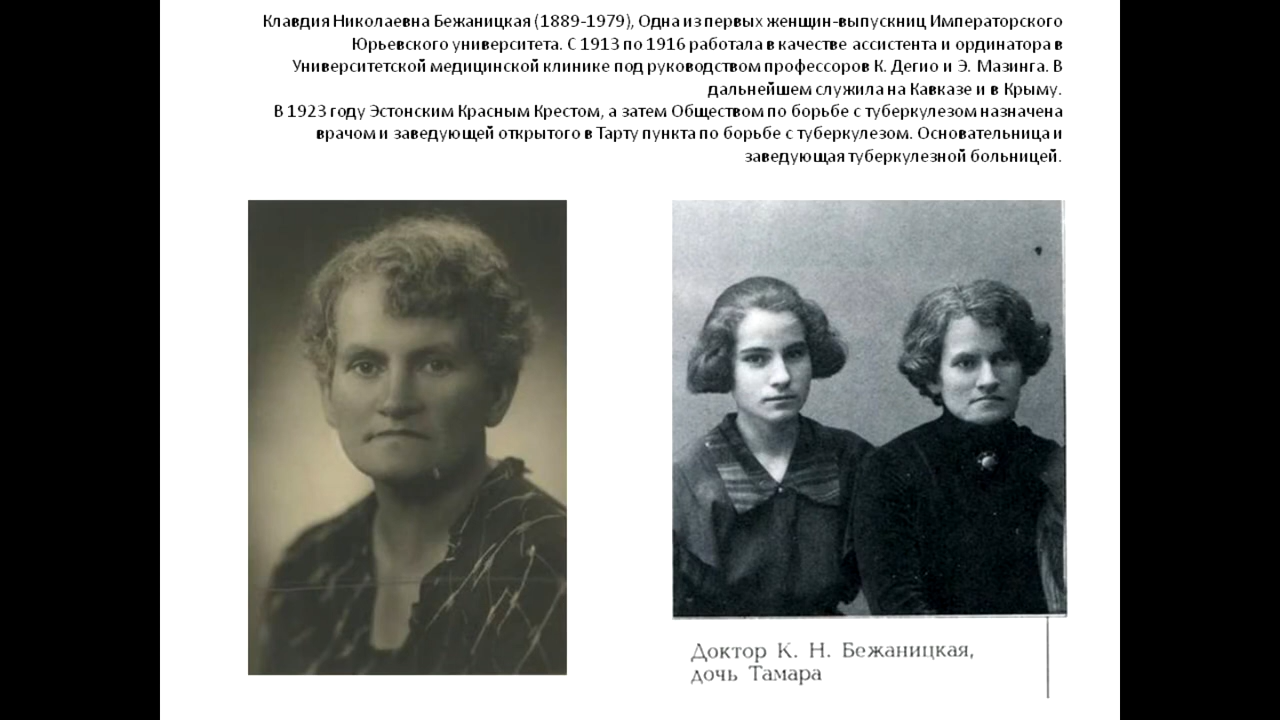 Клавдия Николаевна Бежаницкая (1889-1979), Одна из первых женщин-выпускниц Императорского
Юрьевского университета. С 1913 по 1916 работала в качестве ассистента и ординатора в
Университетской медицинской клинике под руководством профессоров К. Дегио и Э. Мазинга. В
дальнейшем служила на Кавказе и в Крыму.
В 1923 году Эстонским Красным Крестом, а затем Обществом по борьбе с туберкулезом назначена
врачом и заведующей открытого в Тарту пункта по борьбе с туберкулезом. Основательница и
заведующая туберкулезной больницей.
Доктор К. Н. Бежаницкая,
дочь Тамара